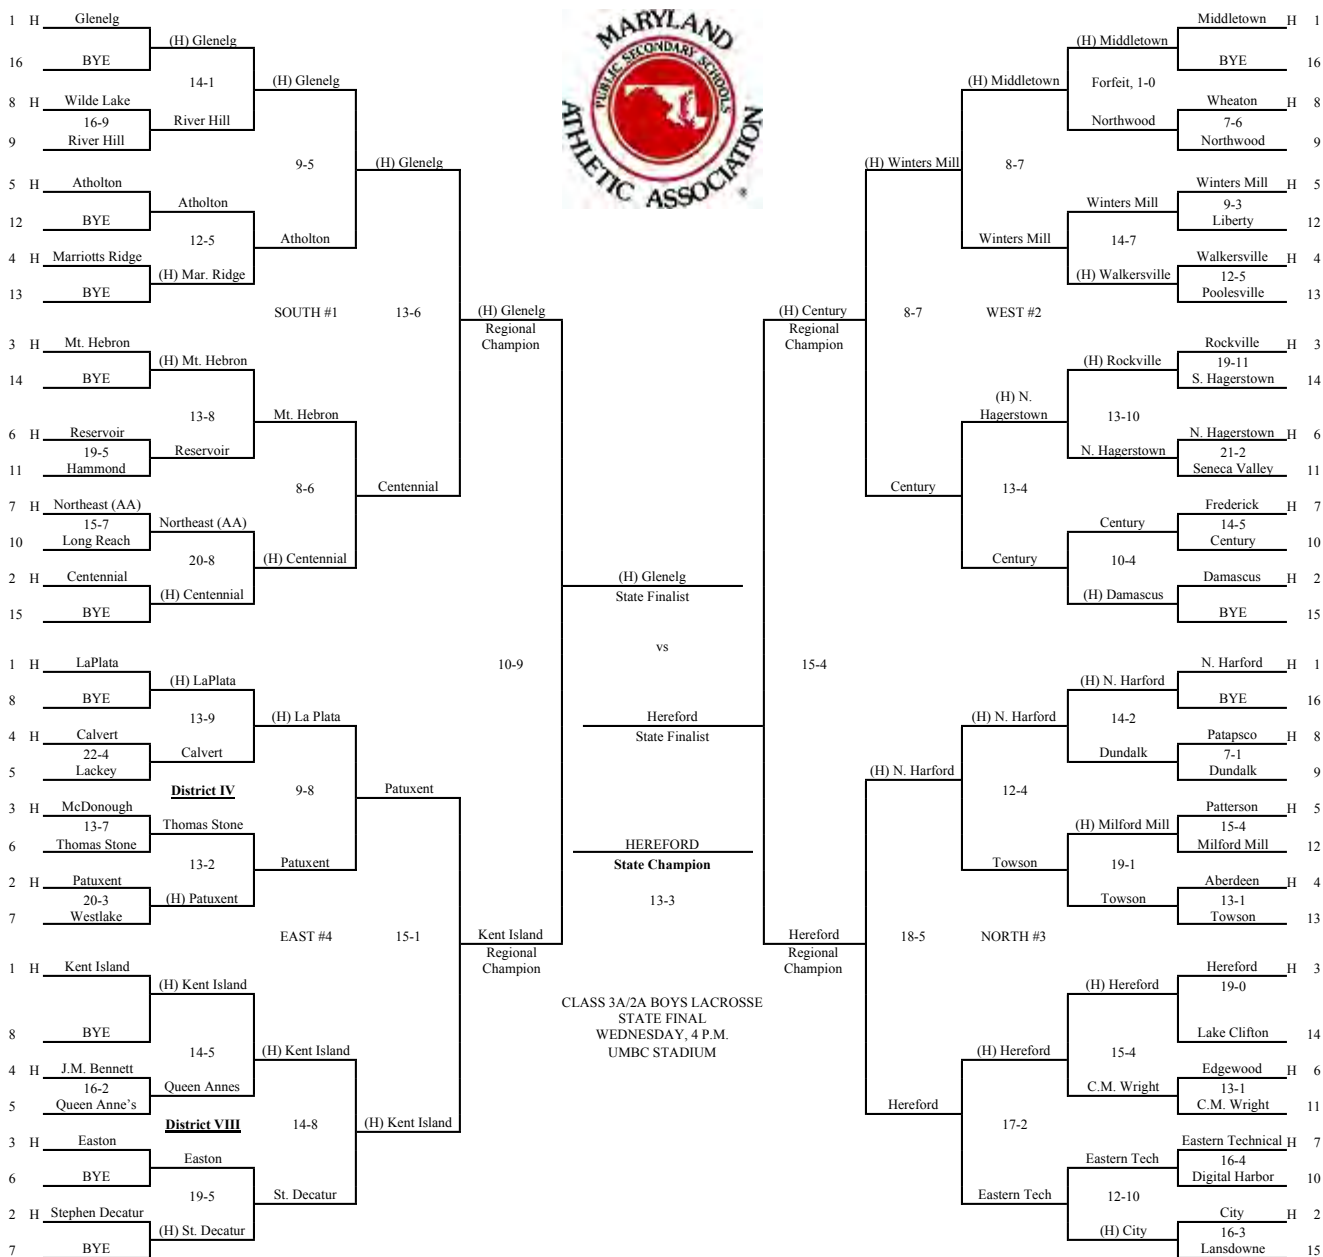 MARYLAND
PUBLIC SECONDARY SCHOOLS
ATHLETIC ASSOCIATION
®
1 H Glenelg
(H) Glenelg
16 BYE
14-1
(H) Glenelg
8 H Wilde Lake
16-9
River Hill
9 River Hill
9-5
(H) Glenelg
5 H Atholton
Atholton
12 BYE
12-5
Atholton
4 H Marriotts Ridge
(H) Mar. Ridge
13 BYE
SOUTH #1
13-6
(H) Glenelg
Regional
Champion
3 H Mt. Hebron
(H) Mt. Hebron
14 BYE
13-8
Mt. Hebron
6 H Reservoir
19-5
Reservoir
11 Hammond
8-6
Centennial
7 H Northeast (AA)
15-7
Northeast (AA)
10 Long Reach
20-8
(H) Centennial
2 H Centennial
(H) Centennial
15 BYE
(H) Glenelg
State Finalist
vs
10-9
1 H LaPlata
(H) LaPlata
8 BYE
13-9
(H) La Plata
4 H Calvert
22-4
Calvert
5 Lackey
District IV
9-8
Patuxent
3 H McDonough
13-7
Thomas Stone
6 Thomas Stone
13-2
Patuxent
2 H Patuxent
20-3
(H) Patuxent
7 Westlake
EAST #4
15-1
Kent Island
Regional
Champion
1 H Kent Island
(H) Kent Island
8 BYE
14-5
(H) Kent Island
4 H J.M. Bennett
16-2
Queen Annes
5 Queen Anne's
District VIII
14-8
(H) Kent Island
3 H Easton
Easton
6 BYE
19-5
St. Decatur
2 H Stephen Decatur
(H) St. Decatur
7 BYE
Hereford
State Finalist
HEREFORD
State Champion
13-3
CLASS 3A/2A BOYS LACROSSE
STATE FINAL
WEDNESDAY, 4 P.M.
UMBC STADIUM
Middletown H 1
(H) Middletown
BYE 16
(H) Middletown
Forfeit, 1-0
Wheaton H 8
7-6
Northwood
Northwood 9
(H) Winters Mill
8-7
Winters Mill H 5
9-3
Winters Mill
Liberty 12
Winters Mill
14-7
Walkersville H 4
12-5
(H) Walkersville
Poolesville 13
(H) Century
Regional
Champion
8-7
WEST #2
Rockville H 3
19-11
(H) Rockville
S. Hagerstown 14
(H) N.
Hagerstown
13-10
N. Hagerstown H 6
21-2
N. Hagerstown
Seneca Valley 11
Century
13-4
Frederick H 7
14-5
Century
Century 10
Century
10-4
Damascus H 2
(H) Damascus
BYE 15
15-4
N. Harford H 1
(H) N. Harford
BYE 16
(H) N. Harford
14-2
Patapsco H 8
7-1
Dundalk
Dundalk 9
(H) N. Harford
12-4
Patterson H 5
15-4
(H) Milford Mill
Milford Mill 12
Towson
19-1
Aberdeen H 4
13-1
Towson
Towson 13
Hereford
Regional
Champion
18-5
NORTH #3
Hereford H 3
19-0
(H) Hereford
Lake Clifton 14
(H) Hereford
15-4
Edgewood H 6
13-1
C.M. Wright
C.M. Wright 11
Hereford
17-2
Eastern Technical H 7
16-4
Eastern Tech
Digital Harbor 10
Eastern Tech
12-10
City H 2
16-3
(H) City
Lansdowne 15